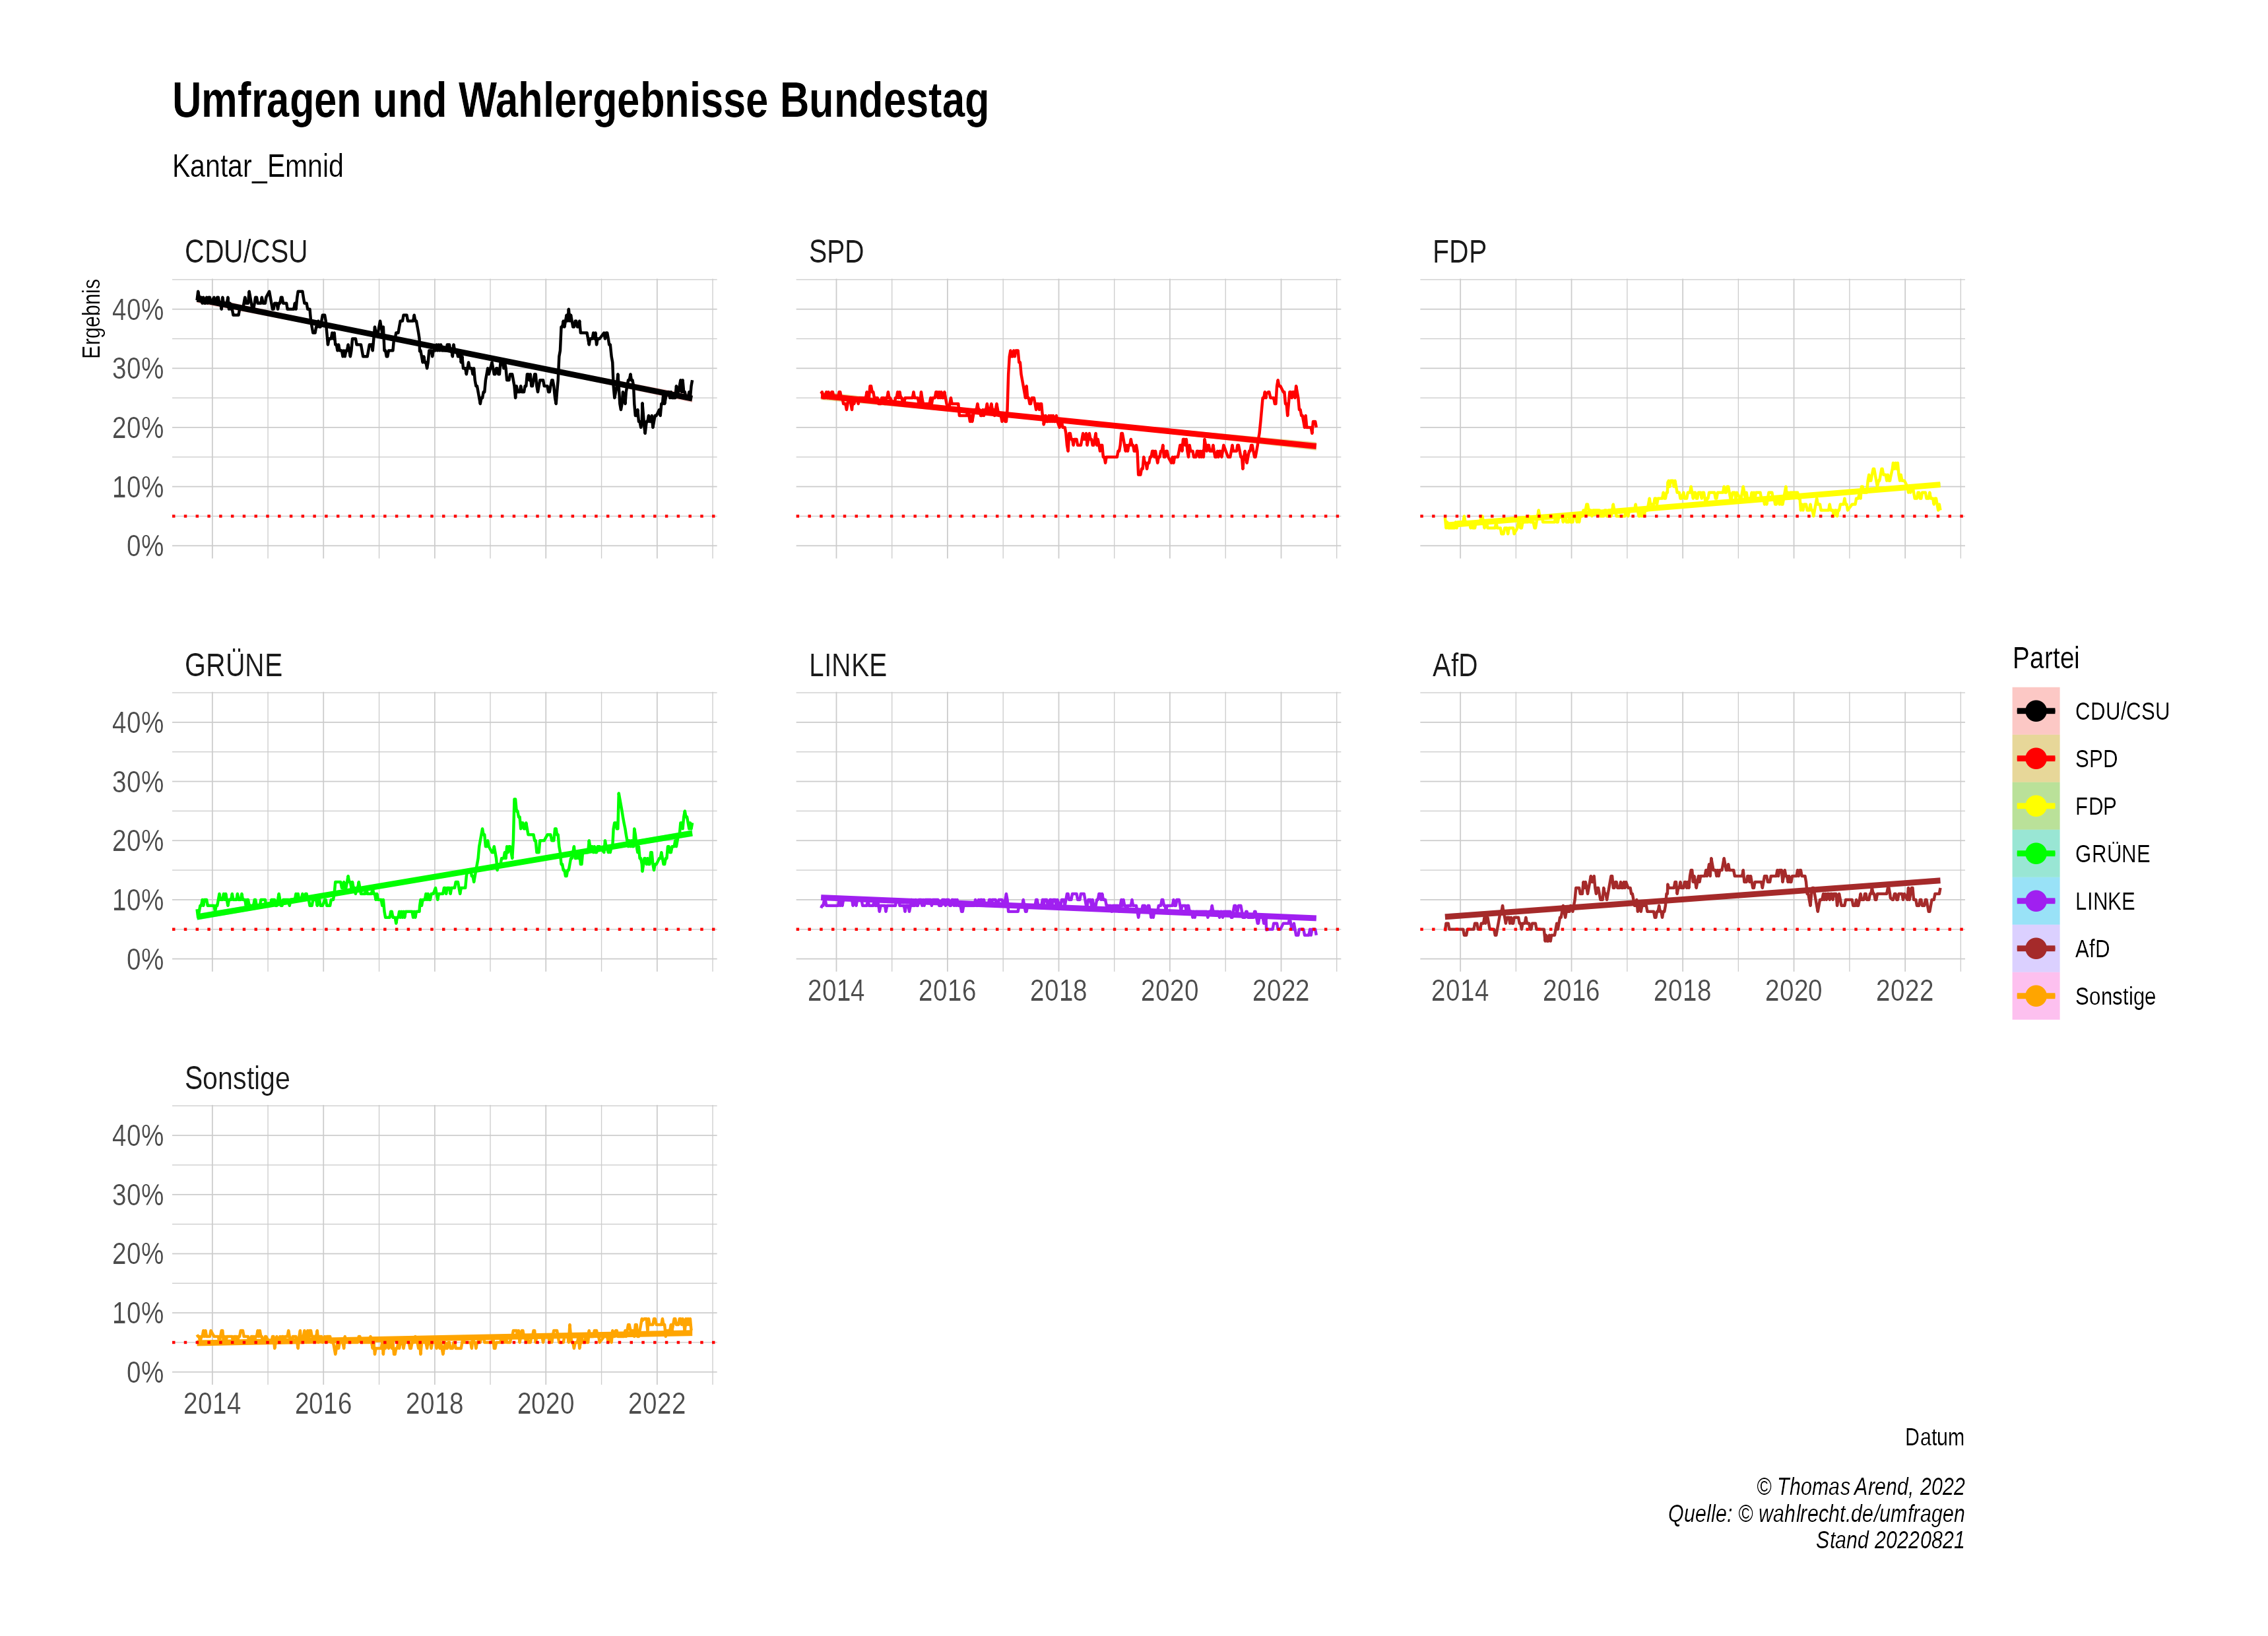 Umfragen und Wahlergebnisse Bundestag
Kantar_Emnid
CDU/CSU
SPD
FDP
Ergebnis
40%
30%
20%
10%
0%
GRÜNE
LINKE
AfD
40%
30%
20%
10%
0%
2014 2016 2018 2020 2022
2014 2016 2018 2020 2022
Partei
CDU/CSU
SPD
FDP
GRÜNE
LINKE
AfD
Sonstige
Sonstige
40%
30%
20%
10%
0%
2014 2016 2018 2020 2022
Datum
© Thomas Arend, 2022
Quelle: © wahlrecht.de/umfragen
Stand 20220821